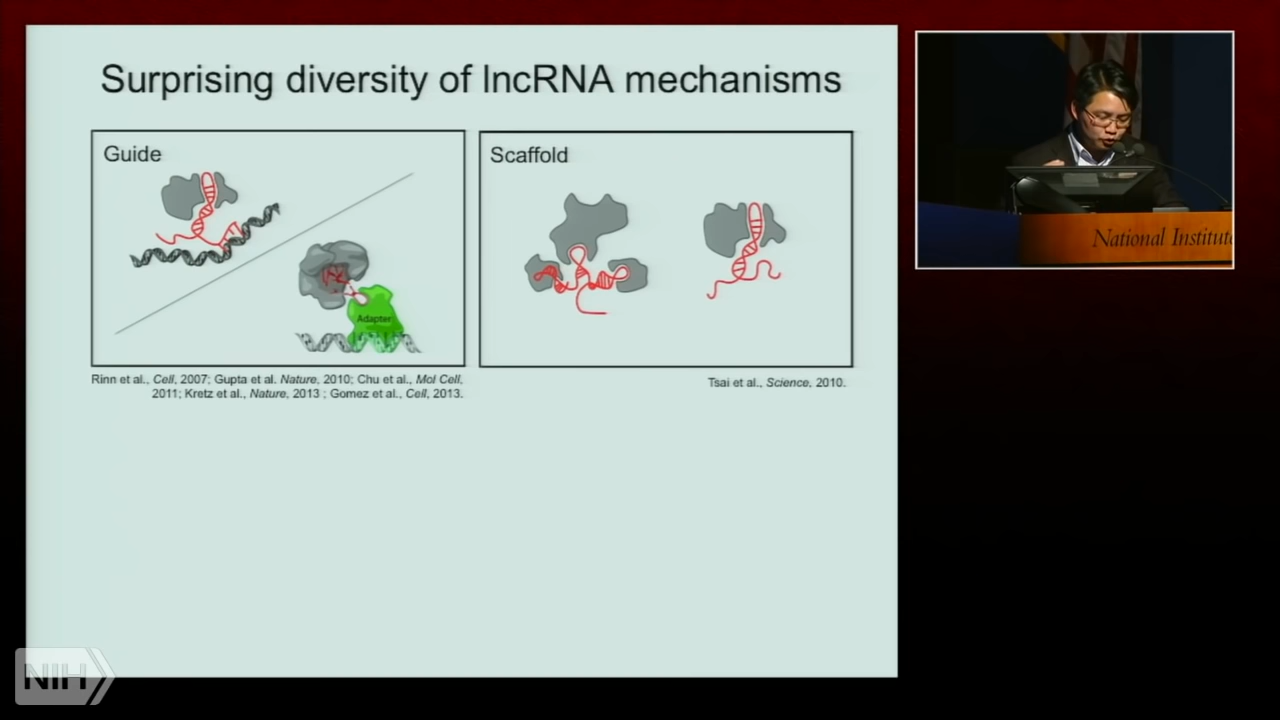 Surprising diversity of lncRNA mechanisms
Guide
Scaffold
Adapter
Rinn et al., Cell, 2007; Gupta et al. Nature, 2010; Chu et al., Mol Cell,
2011; Kretz et al., Nature, 2013 ; Gomez et al., Cell, 2013.
Tsai et al., Science, 2010.
National Institute
NIH